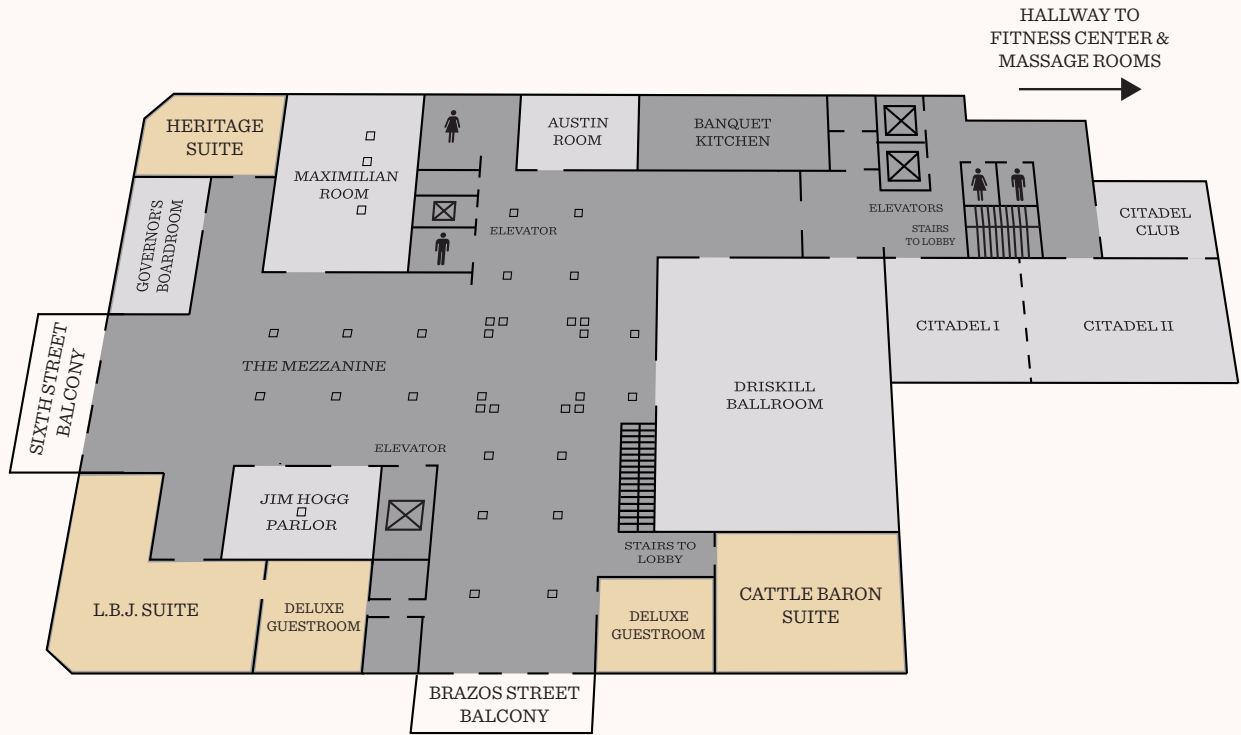 HALLWAY TO
FITNESS CENTER &
MASSAGE ROOMS
HERITAGE
SUITE
MAXIMILIAN
ROOM
AUSTIN
ROOM
BANQUET
KITCHEN
GOVERNOR'S
BOARDROOM
ELEVATOR
ELEVATORS
STAIRS
TO LOBBY
CITADEL
CLUB
CITADEL I
CITADEL II
SIXTH STREET
BALCONY
THE MEZZANINE
DRISKILL
BALLROOM
ELEVATOR
JIM HOGG
PARLOR
STAIRS TO
LOBBY
L.B.J. SUITE
DELUXE
GUESTROOM
DELUXE
GUESTROOM
CATTLE BARON
SUITE
BRAZOS STREET
BALCONY